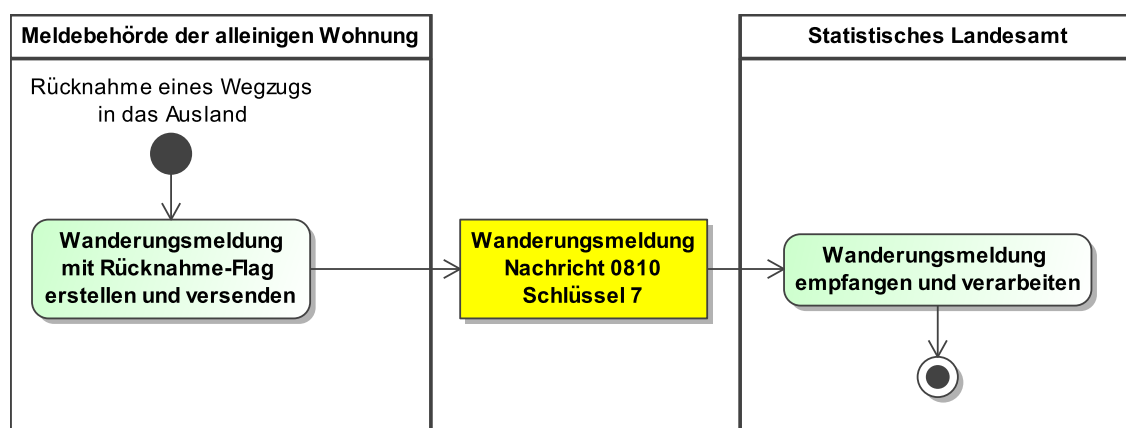 Meldebehörde der alleinigen Wohnung
Statistisches Landesamt
Rücknahme eines Wegzugs
in das Ausland
Wanderungsmeldung
mit Rücknahme-Flag
erstellen und versenden
Wanderungsmeldung
Nachricht 0810
Schlüssel 7
Wanderungsmeldung
empfangen und verarbeiten